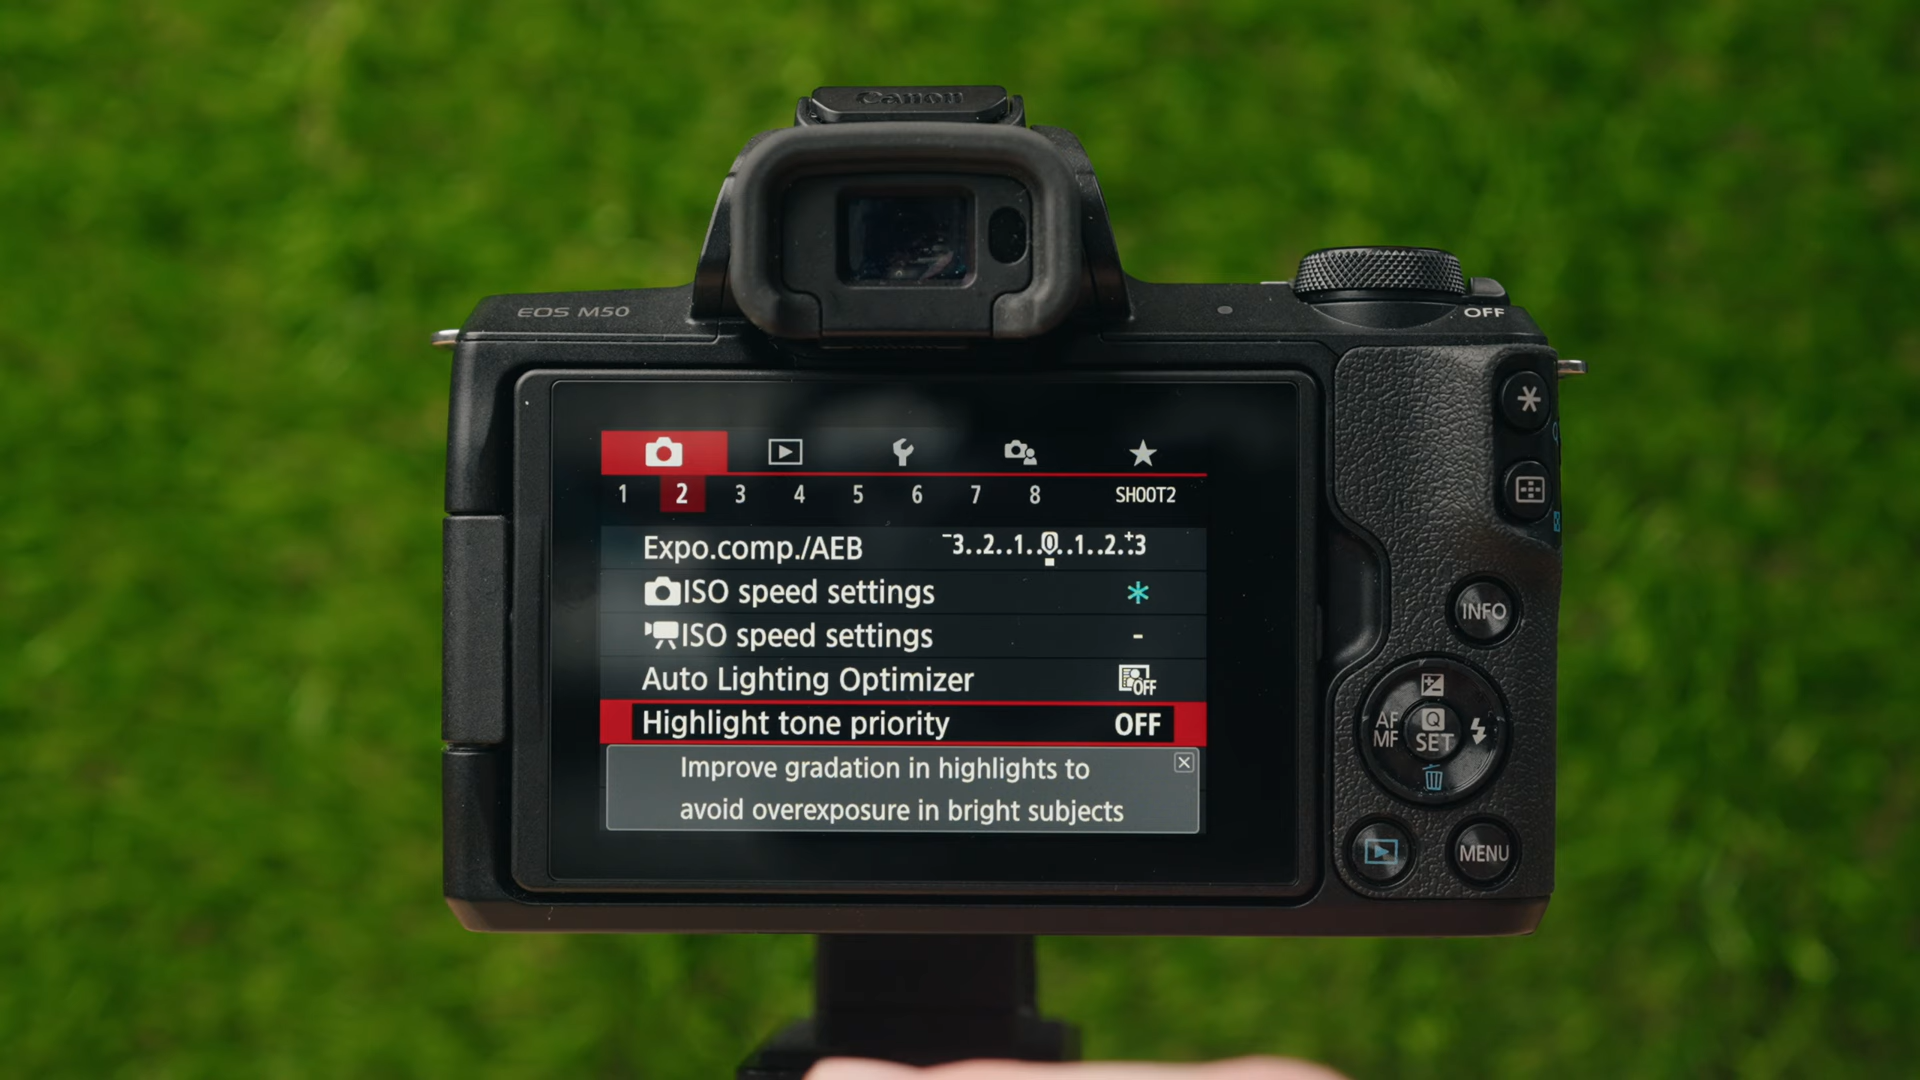 Canon
EOS M50
OFF
1 2 3 4 5 6 7 8 SHOOT2
Expo.comp./AEB -3..2..1..0..1..2..+3
ISO speed settings
ISO speed settings -
Auto Lighting Optimizer OFF
Highlight tone priority OFF
Improve gradation in highlights to
avoid overexposure in bright subjects
INFO
AF
MF
Q
SET
MENU